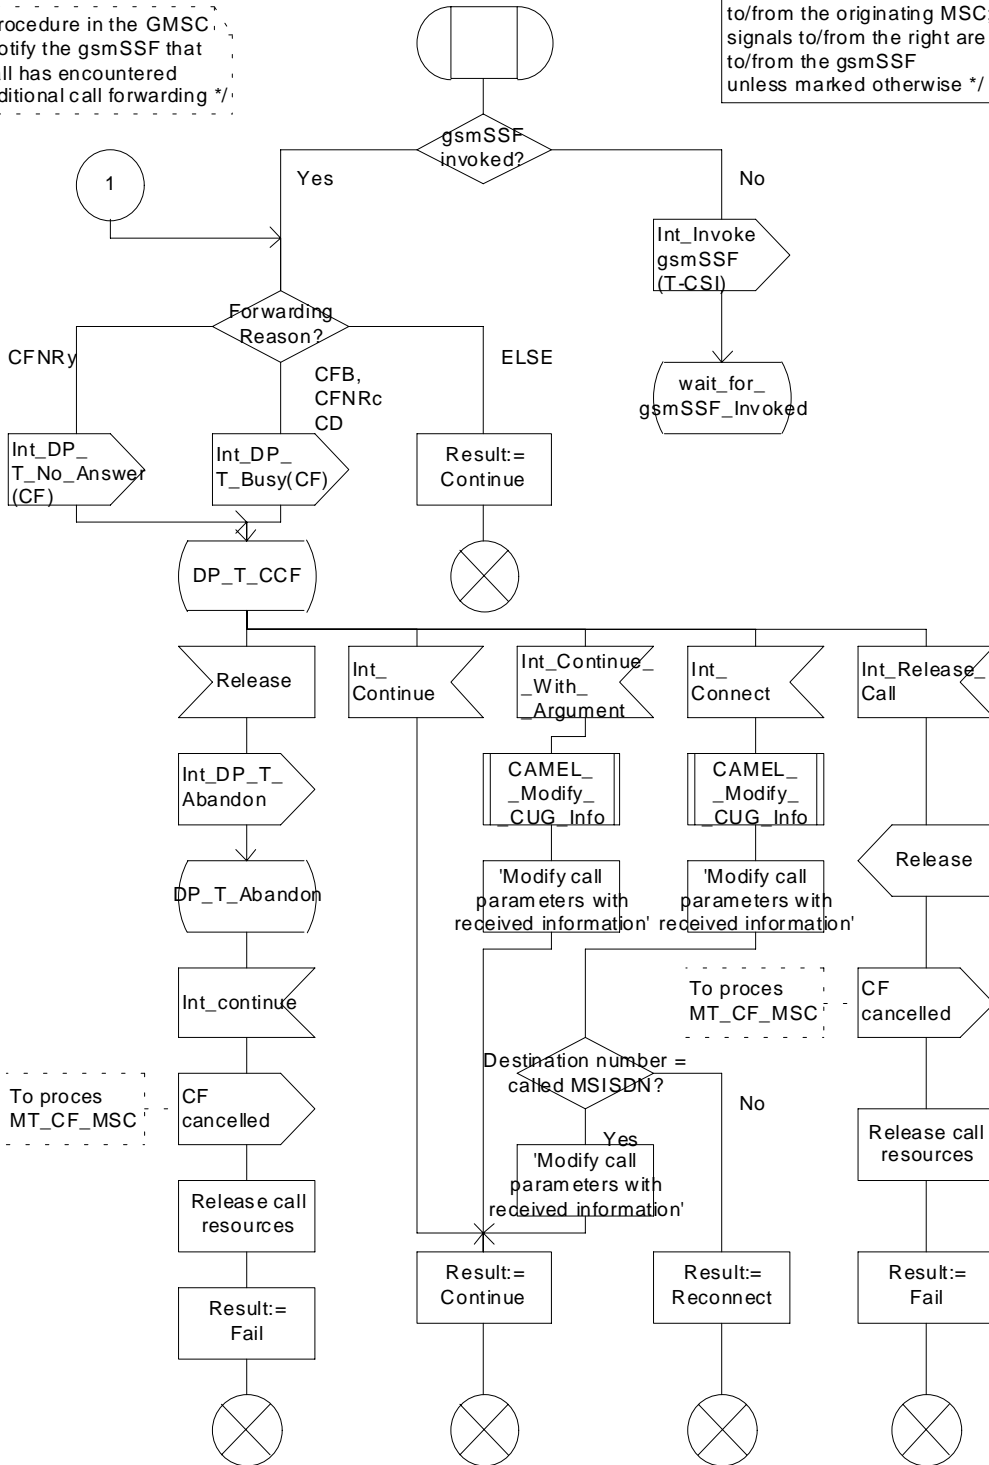 rocedure in the GMSC
otify the gsmSSF that
all has encountered
ditional call forwarding */
to/from the originating MSC;
signals to/from the right are
to/from the gsmSSF
unless marked otherwise */
gsmSSF
invoked?
1
Yes
No
Int_Invoke
gsmSSF
(T-CSI)
Forwarding
Reason?
CFNRy
CFB,
CFNRc
CD
ELSE
wait_for_
gsmSSF_Invoked
Int_DP_
T_No_Answer
(CF)
Int_DP_
T_Busy(CF)
Result:=
Continue
DP_T_CCF
Release
Int_
Continue
Int_Continue_
_With_
_Argument
Int_
Connect
Int_Release_
Call
Int_DP_T_
Abandon
CAMEL_
_Modify_
_CUG_Info
CAMEL_
_Modify_
_CUG_Info
Release
DP_T_Abandon
'Modify call
parameters with
received information'
'Modify call
parameters with
received information'
Int_continue
To proces
MT_CF_MSC
CF
cancelled
Destination number =
called MSISDN?
To proces
MT_CF_MSC
CF
cancelled
No
Yes
'Modify call
parameters with
received information'
Release call
resources
Release call
resources
Result:=
Continue
Result:=
Reconnect
Result:=
Fail
Result:=
Fail